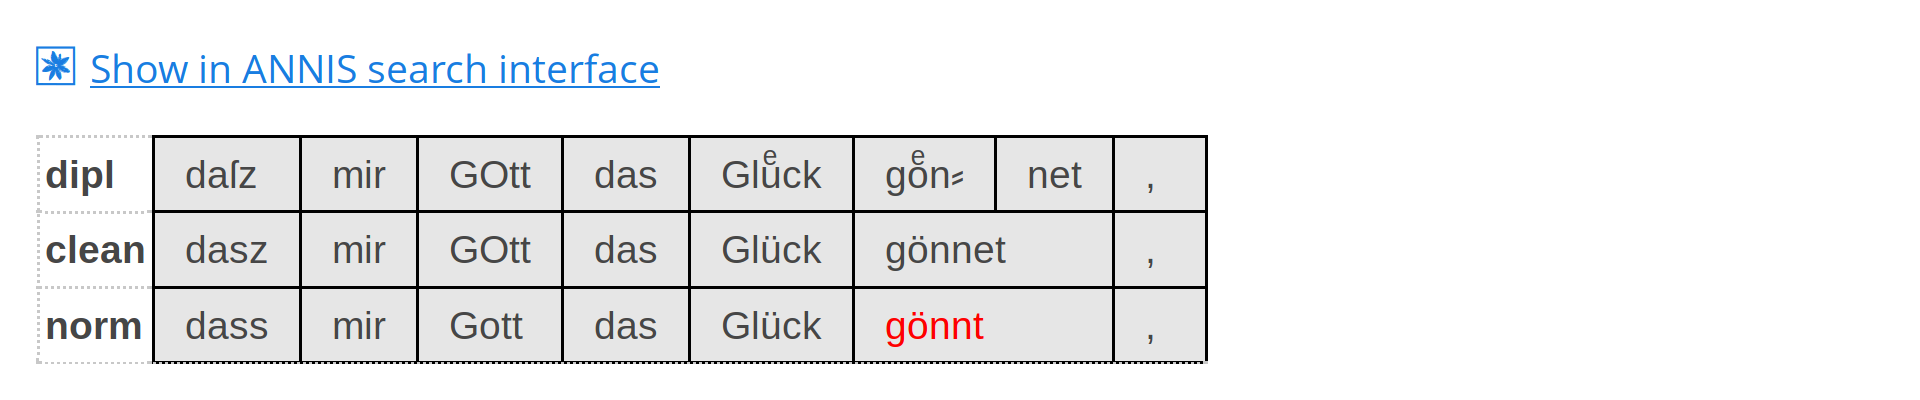 Show in ANNIS search interface
dipl daſz mir GOtt das Gluͤck goͤn⸗ net ,
clean dasz mir GOtt das Glück gönnet ,
norm dass mir Gott das Glück gönnt ,